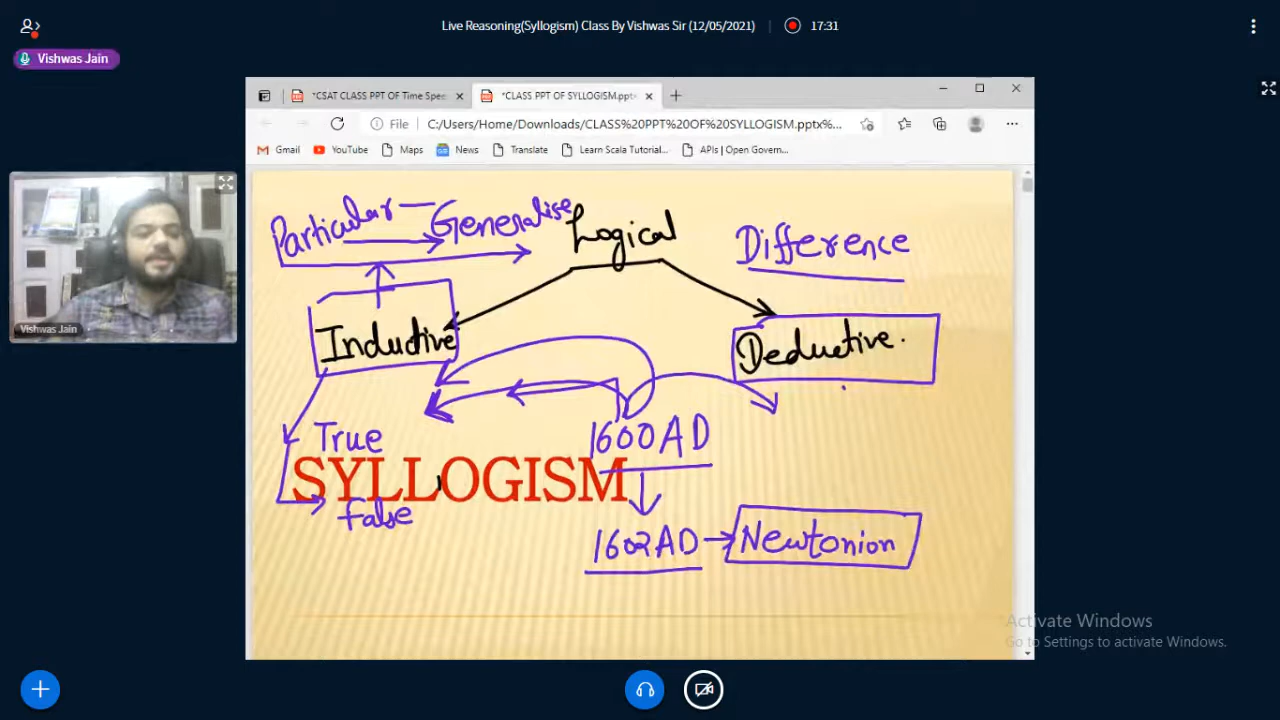 Live Reasoning(Syllogism) Class By Vishwas Sir (12/05/2021)
17:31
Vishwas Jain
*CSAT CLASS PPT OF Time Spee
*CLASS PPT OF SYLLOGISM.ppt
File
C:/Users/Home/Downloads/CLASS%20PPT%20OF%20SYLLOGISM.pptx%...
Gmail YouTube Maps News Translate Learn Scala Tutorial... APIs | Open Govern...
Particular — Generalise
Logical
Difference
Inductive
Deductive.
Vishwas Jain
True
1600AD
SYLLOGISM
False
1602AD → Newtonion
Activate Windows
Go to Settings to activate Windows.